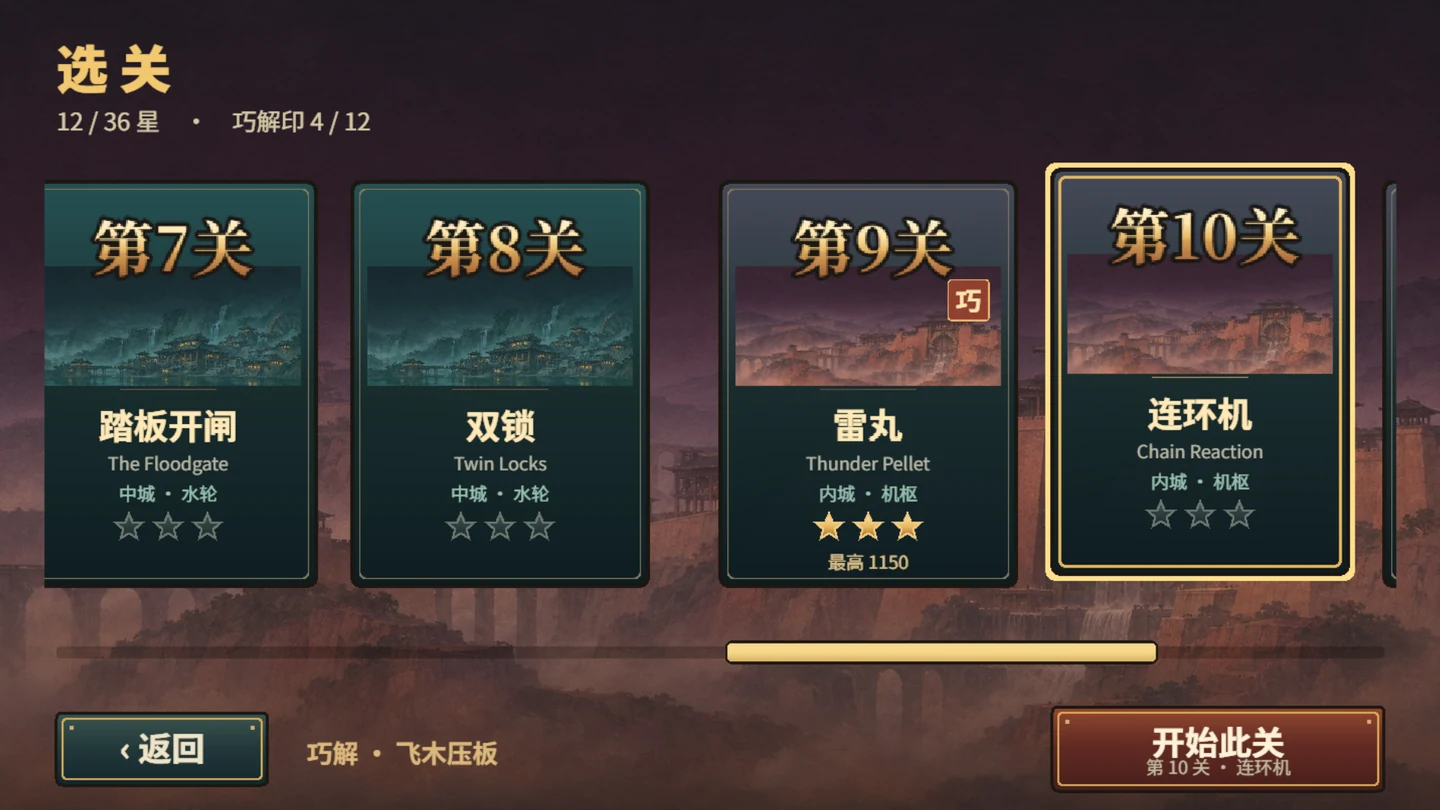 选关
12 / 36 星 • 巧解印 4 / 12
第7关
踏板开闸
The Floodgate
中城 • 水轮
第8关
双锁
Twin Locks
中城 • 水轮
第9关
巧
雷丸
Thunder Pellet
内城 • 机枢
最高 1150
第10关
连环机
Chain Reaction
内城 • 机枢
‹ 返回
巧解 • 飞木压板
开始此关
第 10 关 • 连环机